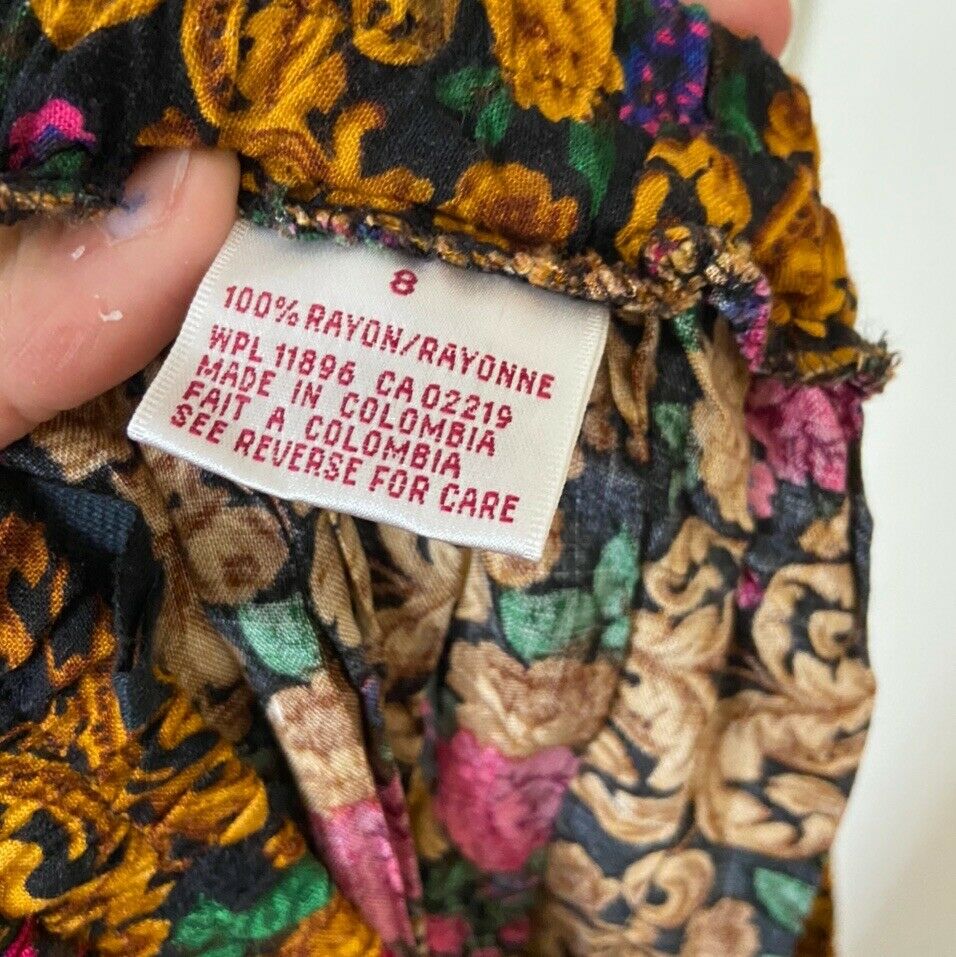 8
100% RAYON/RAYONNE
WPL 11896 CA 02219
MADE IN COLOMBIA
FAIT A COLOMBIA
SEE REVERSE FOR CARE